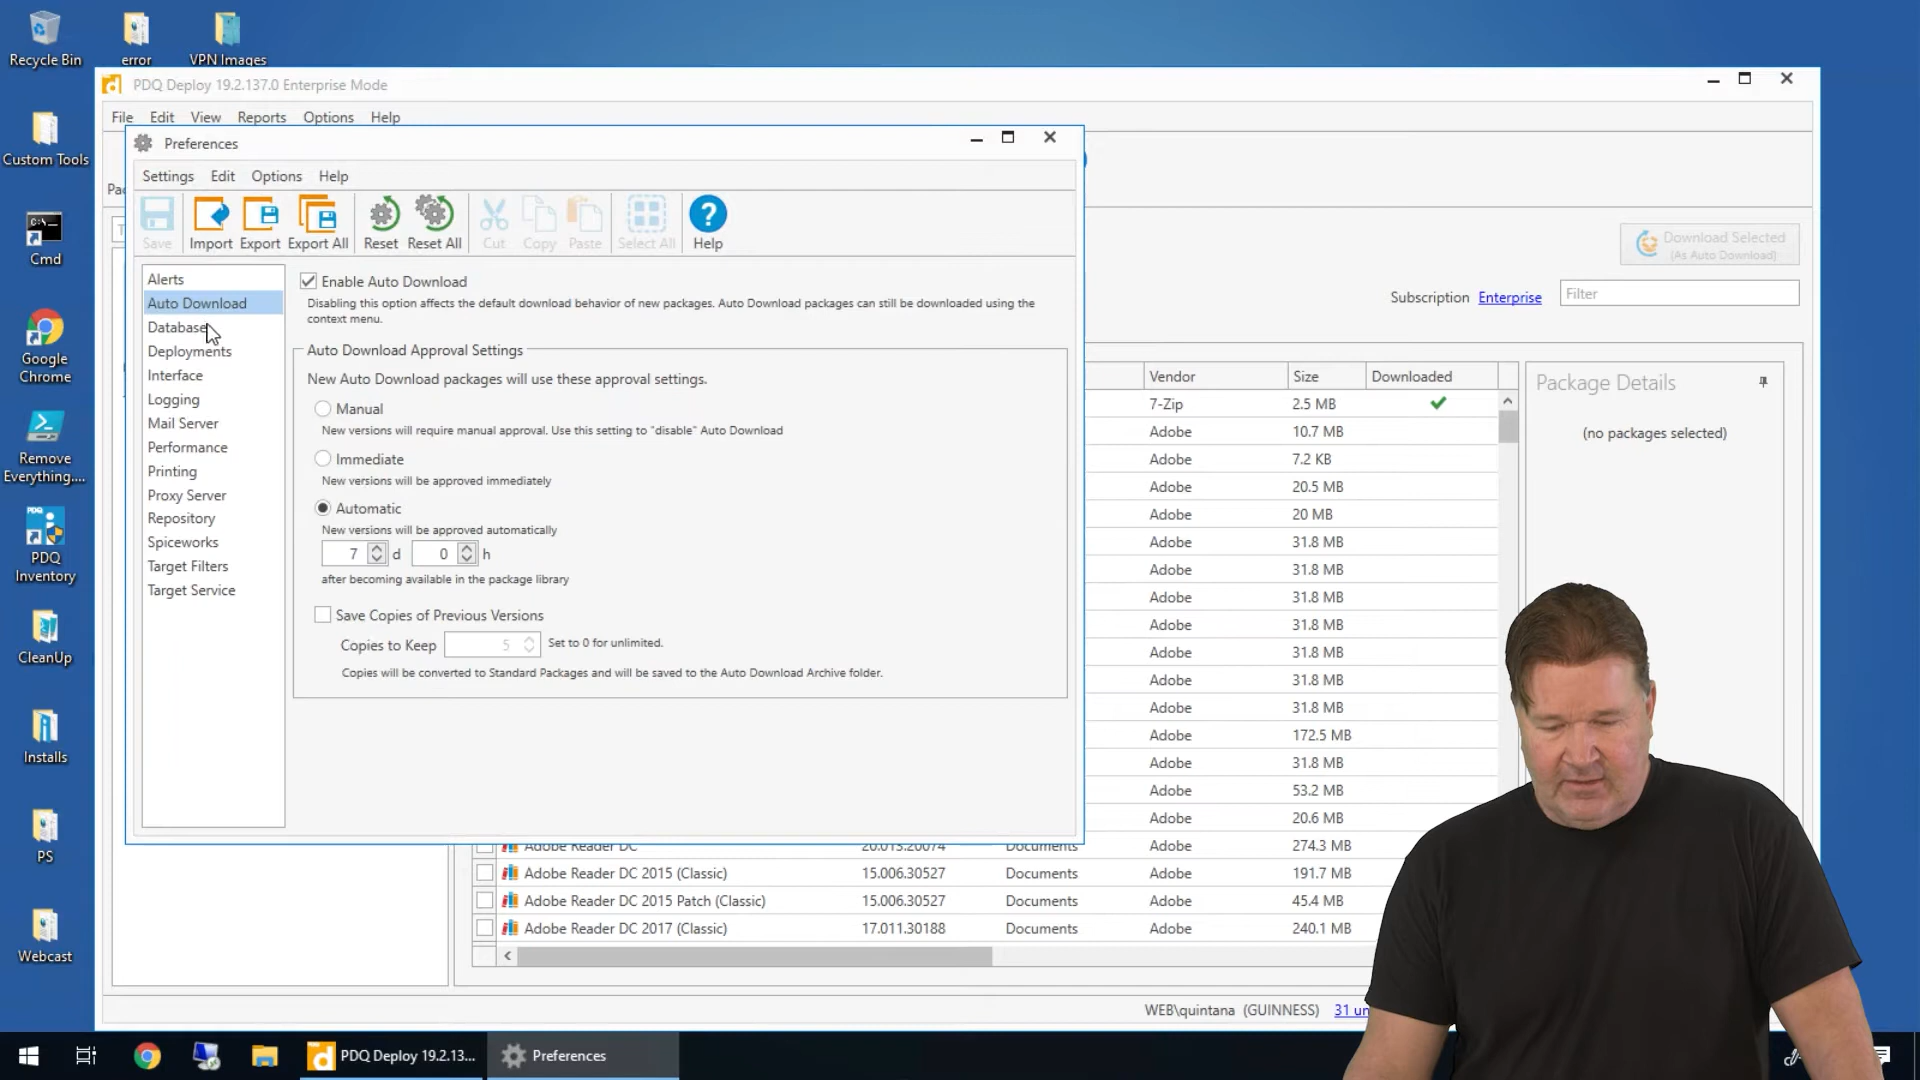 Recycle Bin
error
VPN Images
Custom Tools
Cmd
Google
Chrome
Remove
Everything....
PDQ
Inventory
CleanUp
Installs
PS
Webcast
PDQ Deploy 19.2.137.0 Enterprise Mode
File Edit View Reports Options Help
Preferences
Settings Edit Options Help
Save Import Export Export All Reset Reset All Cut Copy Paste Select All Help
Alerts
Auto Download
Database
Deployments
Interface
Logging
Mail Server
Performance
Printing
Proxy Server
Repository
Spiceworks
Target Filters
Target Service
Enable Auto Download
Disabling this option affects the default download behavior of new packages. Auto Download packages can still be downloaded using the
context menu.
Auto Download Approval Settings
New Auto Download packages will use these approval settings.
Manual
New versions will require manual approval. Use this setting to "disable" Auto Download
Immediate
New versions will be approved immediately
Automatic
New versions will be approved automatically
7 d 0 h
after becoming available in the package library
Save Copies of Previous Versions
Copies to Keep 5 Set to 0 for unlimited.
Copies will be converted to Standard Packages and will be saved to the Auto Download Archive folder.
Download Selected
(As Auto Download)
Subscription Enterprise Filter
Vendor Size Downloaded
7-Zip 2.5 MB
Adobe 10.7 MB
Adobe 7.2 KB
Adobe 20.5 MB
Adobe 20 MB
Adobe 31.8 MB
Adobe 31.8 MB
Adobe 31.8 MB
Adobe 31.8 MB
Adobe 31.8 MB
Adobe 31.8 MB
Adobe 31.8 MB
Adobe 172.5 MB
Adobe 31.8 MB
Adobe 53.2 MB
Adobe 20.6 MB
Adobe Reader DC 20.013.20074 Documents Adobe 274.3 MB
Adobe Reader DC 2015 (Classic) 15.006.30527 Documents Adobe 191.7 MB
Adobe Reader DC 2015 Patch (Classic) 15.006.30527 Documents Adobe 45.4 MB
Adobe Reader DC 2017 (Classic) 17.011.30188 Documents Adobe 240.1 MB
Package Details
(no packages selected)
WEB\quintana (GUINNESS) 31 un
PDQ Deploy 19.2.13...
Preferences